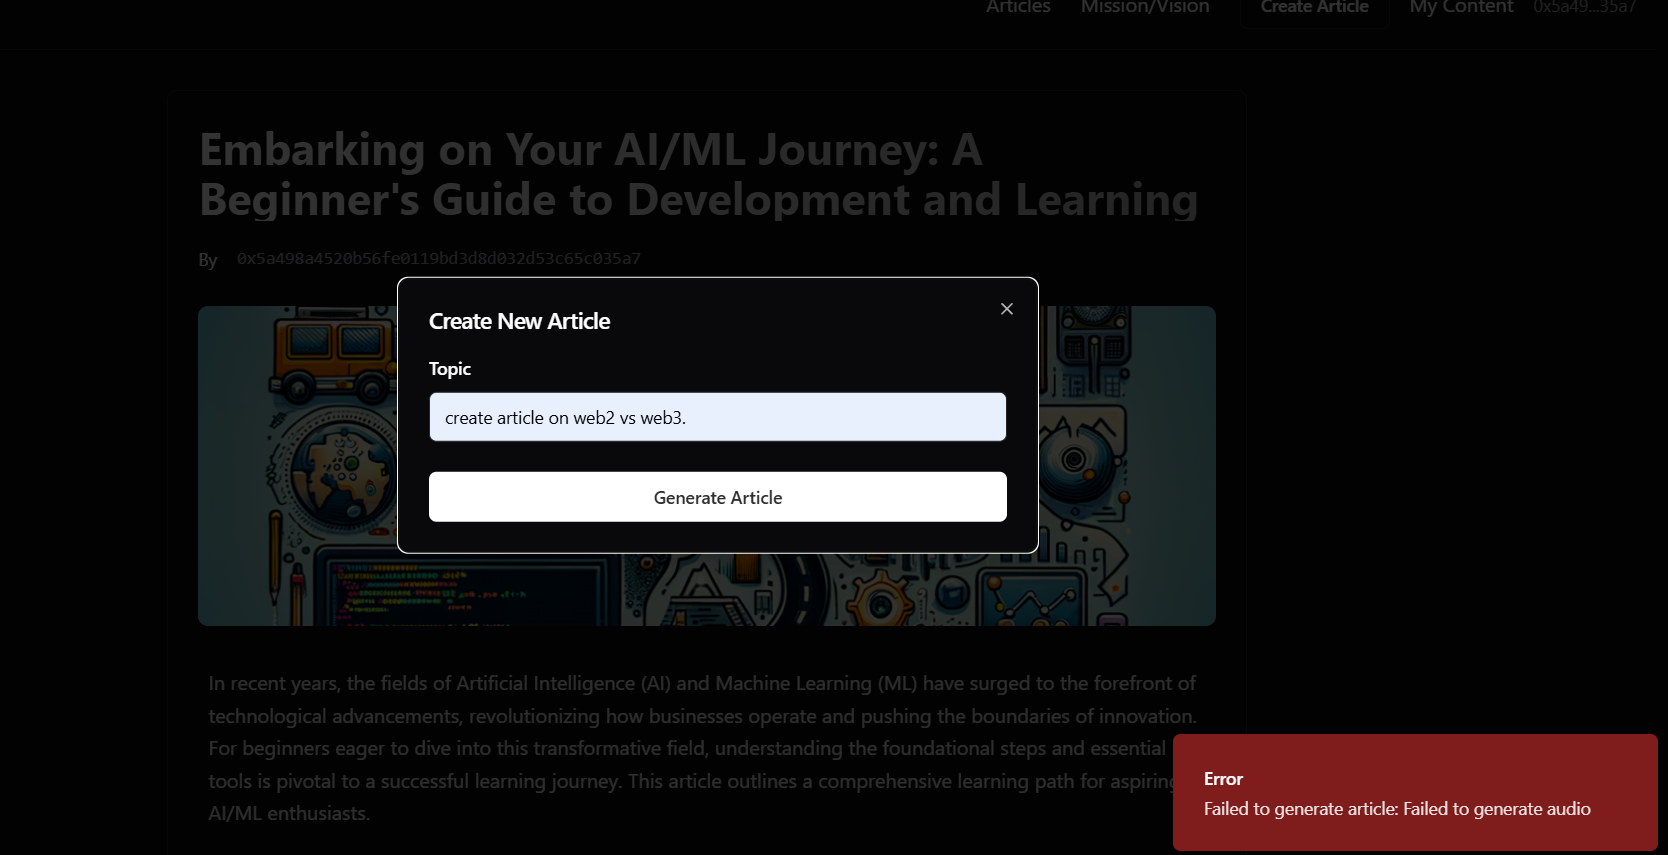 Articles Mission/Vision Create Article My Content 0x5a49...35a7
Embarking on Your AI/ML Journey: A
Beginner's Guide to Development and Learning
By 0x5a498a4520b56fe0119bd3d8d032d53c65c035a7
Create New Article
Topic
create article on web2 vs web3.
Generate Article
In recent years, the fields of Artificial Intelligence (AI) and Machine Learning (ML) have surged to the forefront of
technological advancements, revolutionizing how businesses operate and pushing the boundaries of innovation.
For beginners eager to dive into this transformative field, understanding the foundational steps and essential
tools is pivotal to a successful learning journey. This article outlines a comprehensive learning path for aspiring
AI/ML enthusiasts.
Error
Failed to generate article: Failed to generate audio